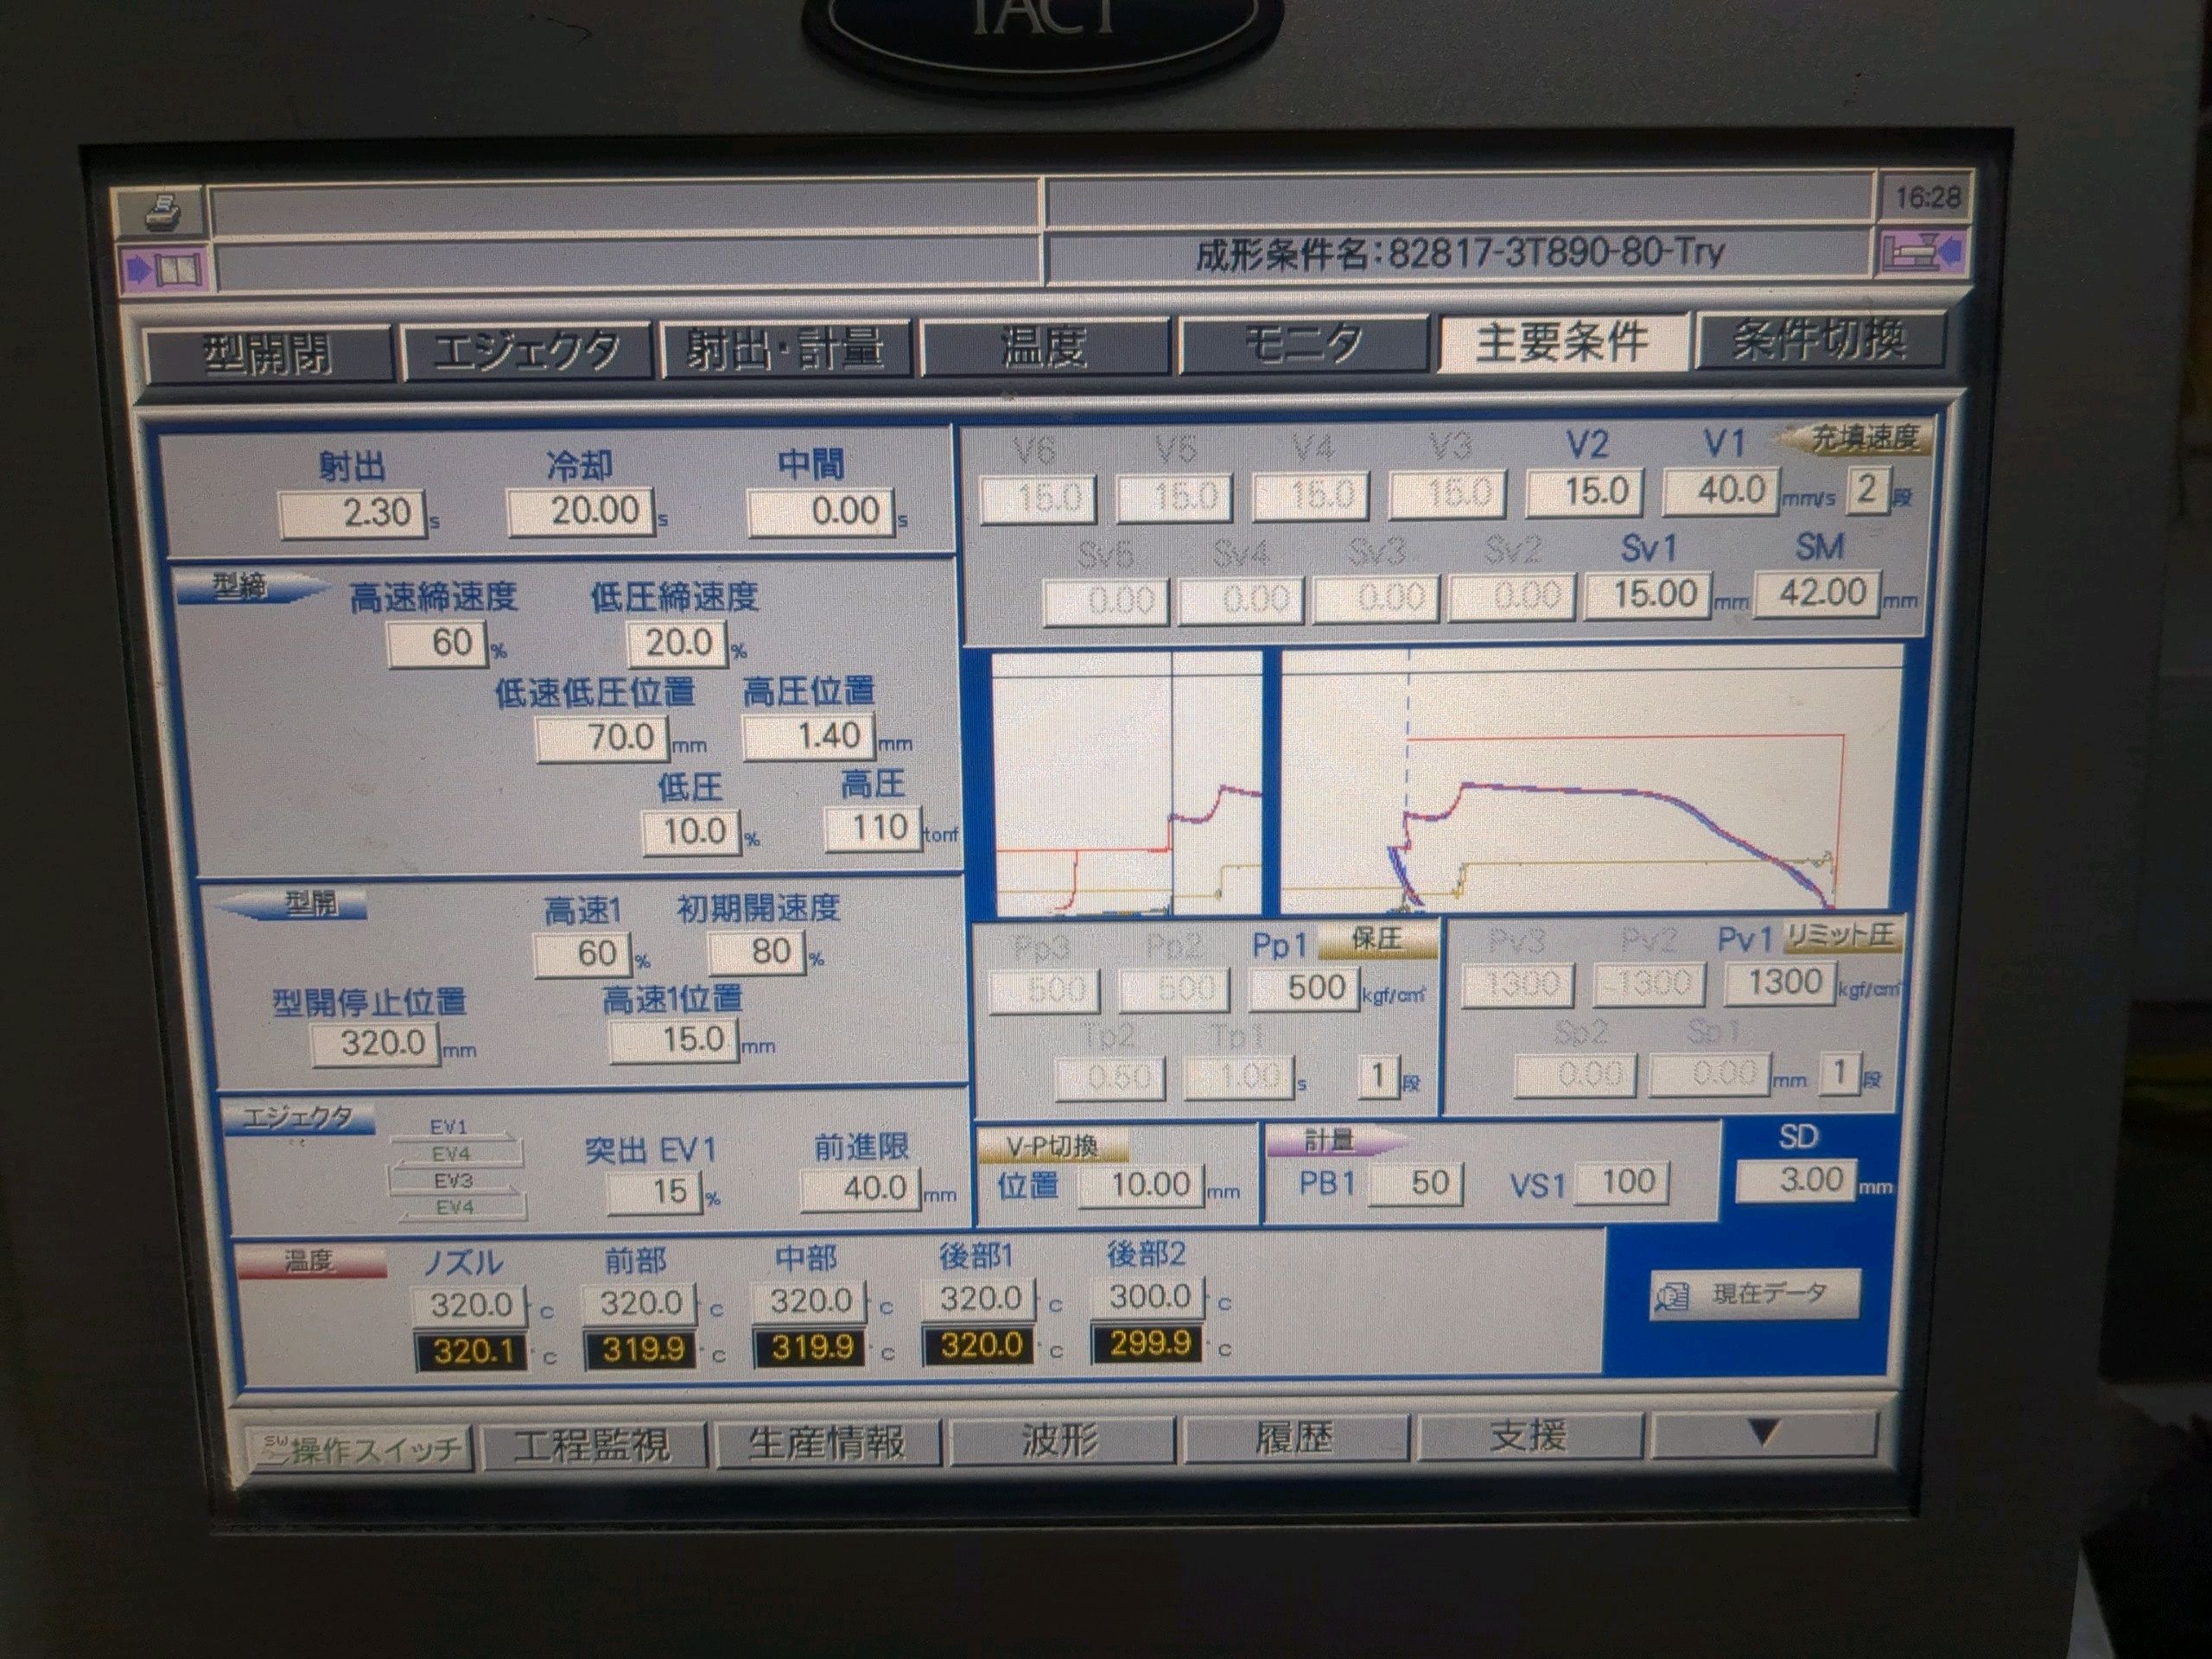 TACT
16:28
成形条件名:82817-3T890-80-Try
型開閉 エジェクタ 射出・計量 温度 モニタ 主要条件 条件切換
射出 冷却 中間
2.30 s 20.00 s 0.00 s
型締 高速締速度 低圧締速度
60 % 20.0 %
低速低圧位置 高圧位置
70.0 mm 1.40 mm
低圧 高圧
10.0 % 110 tonf
型開 高速1 初期開速度
60 % 80 %
型開停止位置 高速1位置
320.0 mm 15.0 mm
エジェクタ EV1
EV4
EV3
EV4
突出 EV1 前進限
15 % 40.0 mm
V6 V5 V4 V3 V2 V1 充填速度
15.0 15.0 15.0 15.0 15.0 40.0 mm/s 2 段
Sv5 Sv4 Sv3 Sv2 Sv1 SM
0.00 0.00 0.00 0.00 15.00 mm 42.00 mm
Pp3 Pp2 Pp1 保圧
500 500 500 kgf/cm²
Tp2 Tp1
0.50 1.00 s 1 段
Pv3 Pv2 Pv1 リミット圧
1300 1300 1300 kgf/cm²
Sp2 Sp1
0.00 0.00 mm 1 段
V-P切換
位置 10.00 mm
計量
PB1 50 VS1 100
SD
3.00 mm
温度 ノズル 前部 中部 後部1 後部2
320.0 °C 320.0 °C 320.0 °C 320.0 °C 300.0 °C
320.1 °C 319.9 °C 319.9 °C 320.0 °C 299.9 °C
現在データ
SW 操作スイッチ 工程監視 生産情報 波形 履歴 支援 ▼